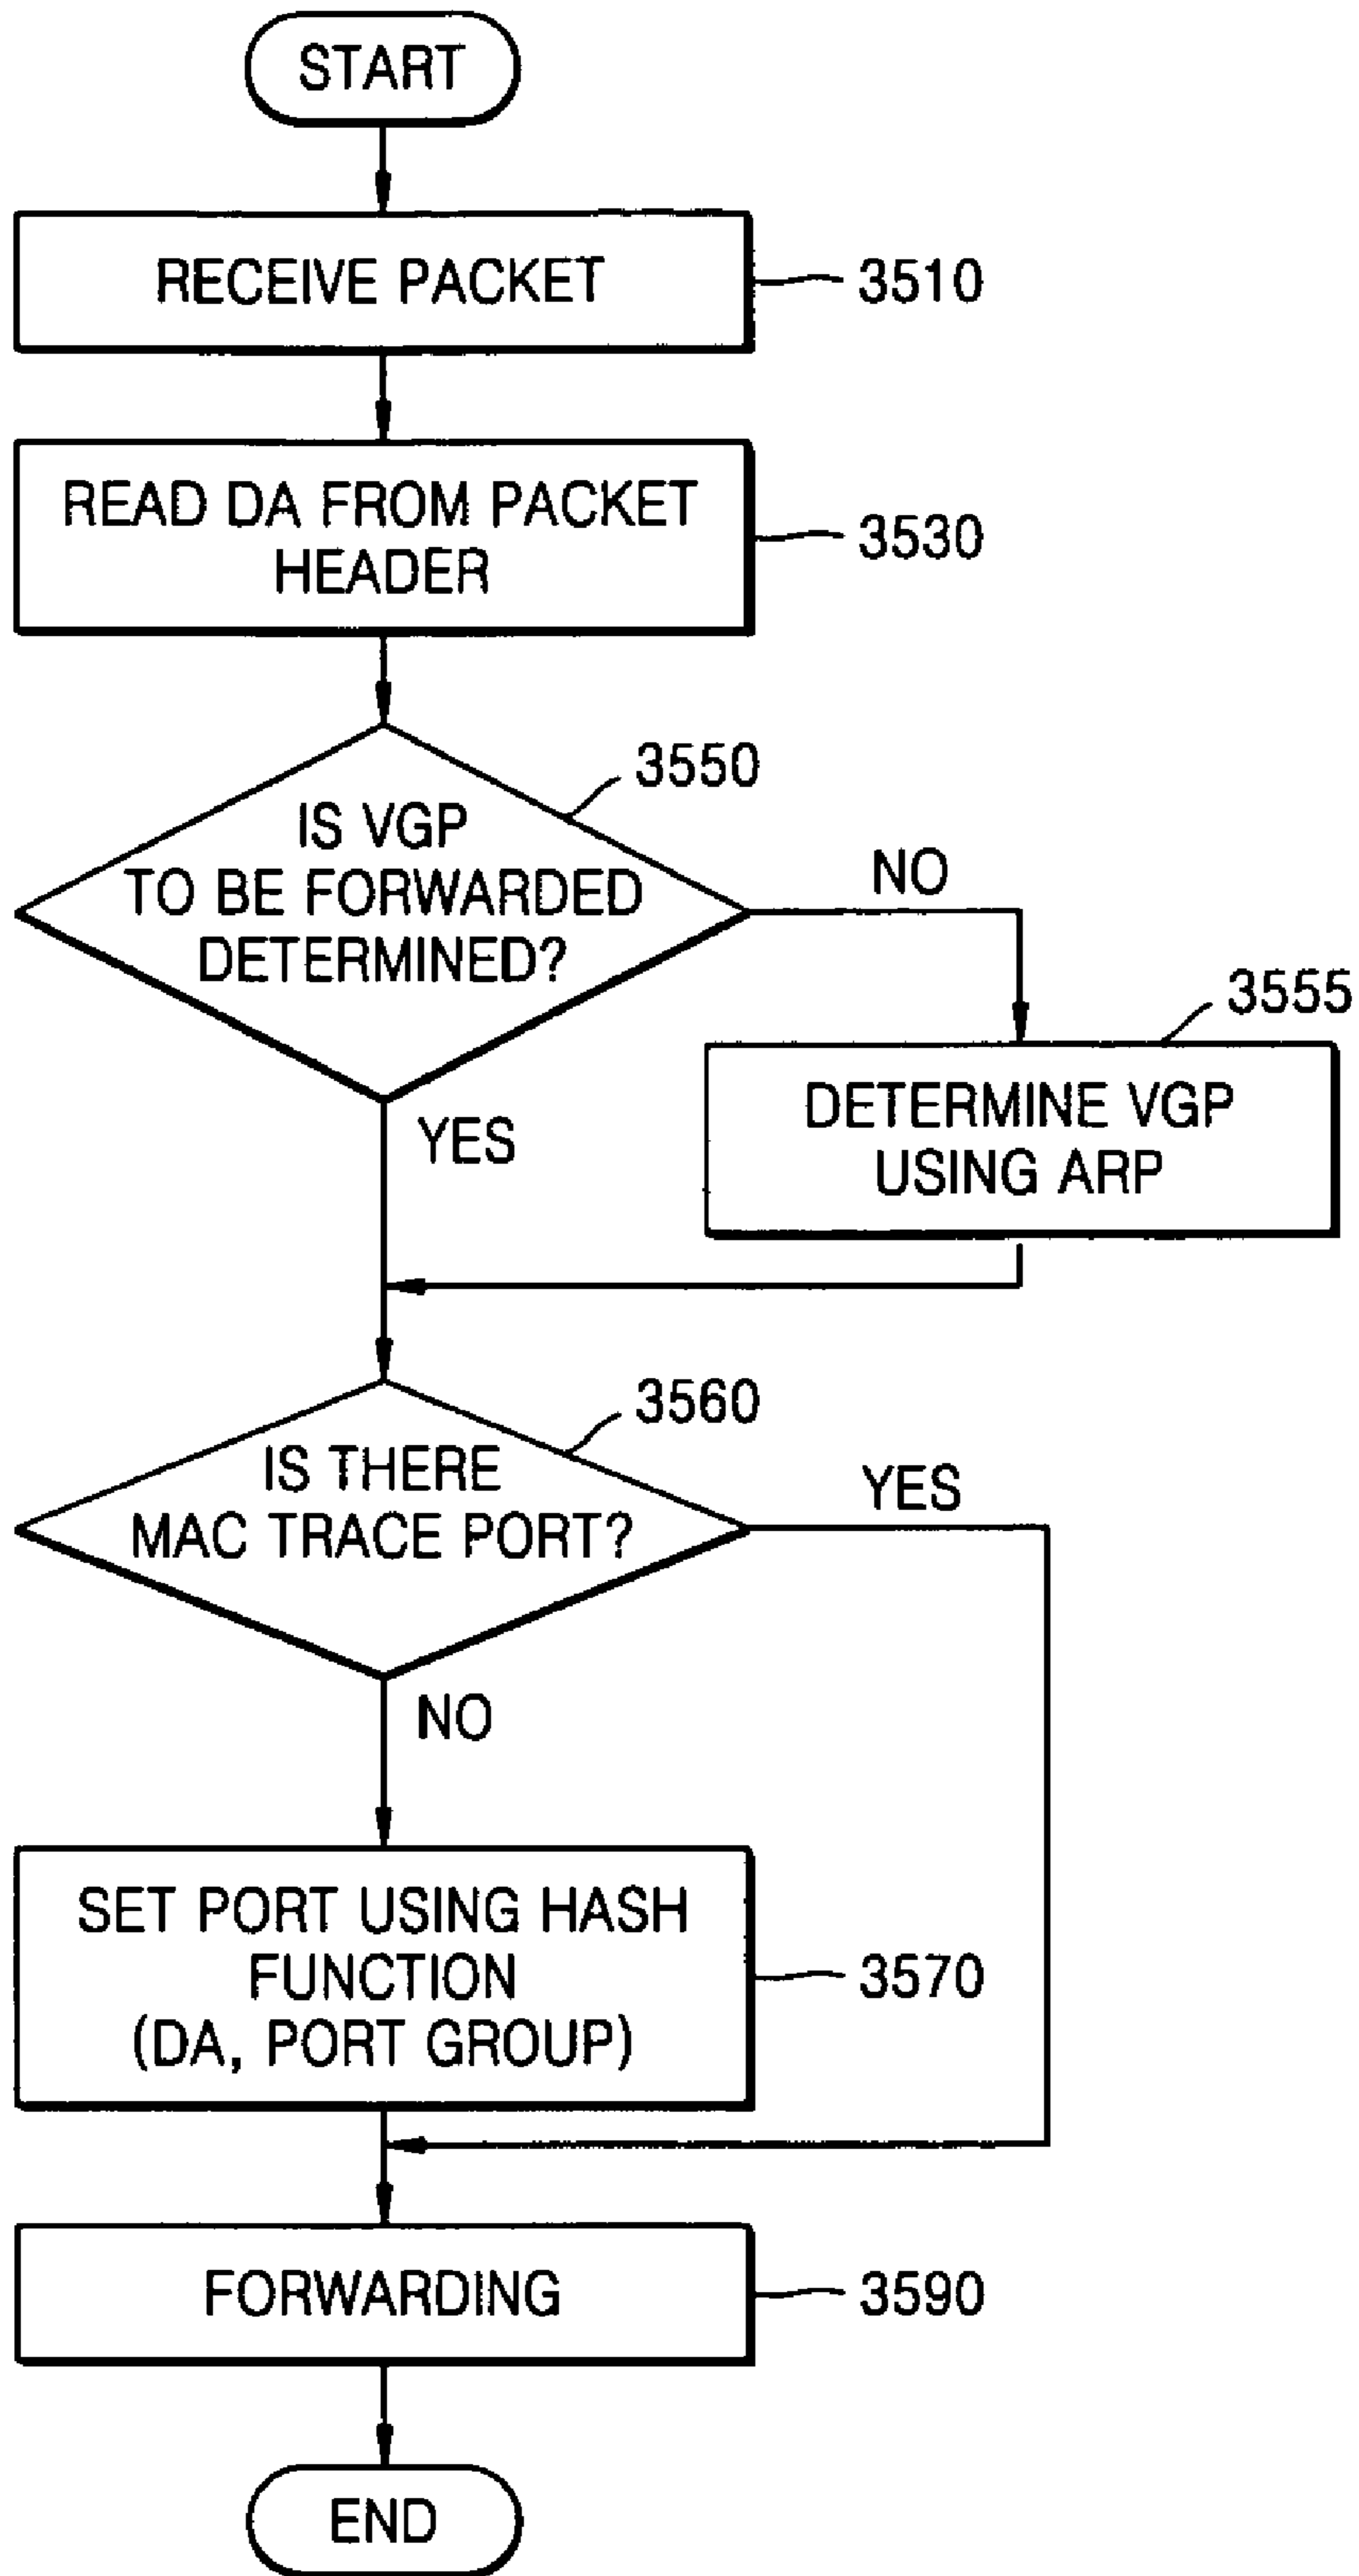 START
RECEIVE PACKET
3510
READ DA FROM PACKET
HEADER
3530
3550
IS VGP
TO BE FORWARDED
DETERMINED?
NO
YES
3555
DETERMINE VGP
USING ARP
3560
IS THERE
MAC TRACE PORT?
YES
NO
SET PORT USING HASH
FUNCTION
(DA, PORT GROUP)
3570
FORWARDING
3590
END